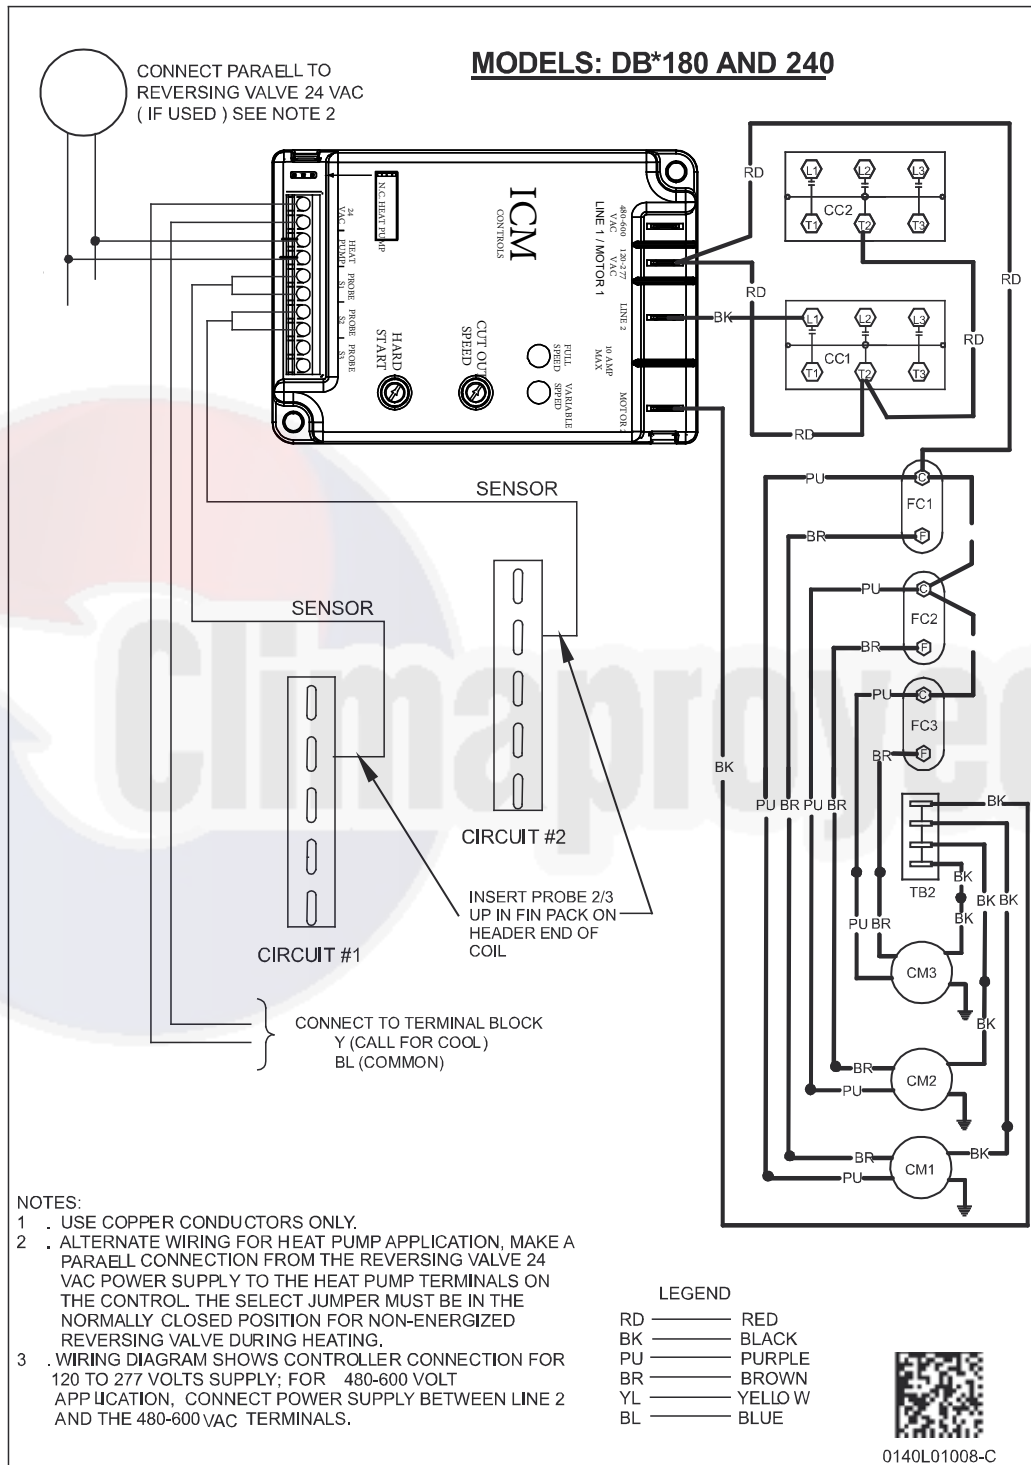 MODELS: DB*180 AND 240
CONNECT PARAELL TO
REVERSING VALVE 24 VAC
( IF USED ) SEE NOTE 2
N.C. HEAT PUMP
24
VAC
HEAT
PUMP
PROBE
S1
PROBE
S2
PROBE
S3
ICM
CONTROLS
HARD
START
CUT OUT
SPEED
FULL
SPEED
VARIABLE
SPPED
480-600
VAC
120-277
VAC
LINE 1 / MOTOR 1
LINE 2
10 AMP
MAX
MOTOR 2
RD
L1
L2
L3
CC2
T1
T2
T3
RD
RD
RD
BK
L1
L2
L3
CC1
T1
T2
T3
RD
SENSOR
SENSOR
PU
C
FC1
BR
F
PU
C
FC2
BR
F
PU
C
FC3
BR
F
BK
PU
BR
PU
BR
BK
TB2
BK
BK
BK
BK
PU
BR
CM3
BK
BR
CM2
PU
BR
CM1
BK
PU
CIRCUIT #2
CIRCUIT #1
INSERT PROBE 2/3
UP IN FIN PACK ON
HEADER END OF
COIL
CONNECT TO TERMINAL BLOCK
Y (CALL FOR COOL)
BL (COMMON)
Climaproyec
NOTES:
1 . USE COPPER CONDUCTORS ONLY.
2 . ALTERNATE WIRING FOR HEAT PUMP APPLICATION, MAKE A
PARAELL CONNECTION FROM THE REVERSING VALVE 24
VAC POWER SUPPLY TO THE HEAT PUMP TERMINALS ON
THE CONTROL. THE SELECT JUMPER MUST BE IN THE
NORMALLY CLOSED POSITION FOR NON-ENERGIZED
REVERSING VALVE DURING HEATING.
3 . WIRING DIAGRAM SHOWS CONTROLLER CONNECTION FOR
120 TO 277 VOLTS SUPPLY; FOR 480-600 VOLT
APPLICATION, CONNECT POWER SUPPLY BETWEEN LINE 2
AND THE 480-600 VAC TERMINALS.
LEGEND
RD RED
BK BLACK
PU PURPLE
BR BROWN
YL YELLO W
BL BLUE
0140L01008-C